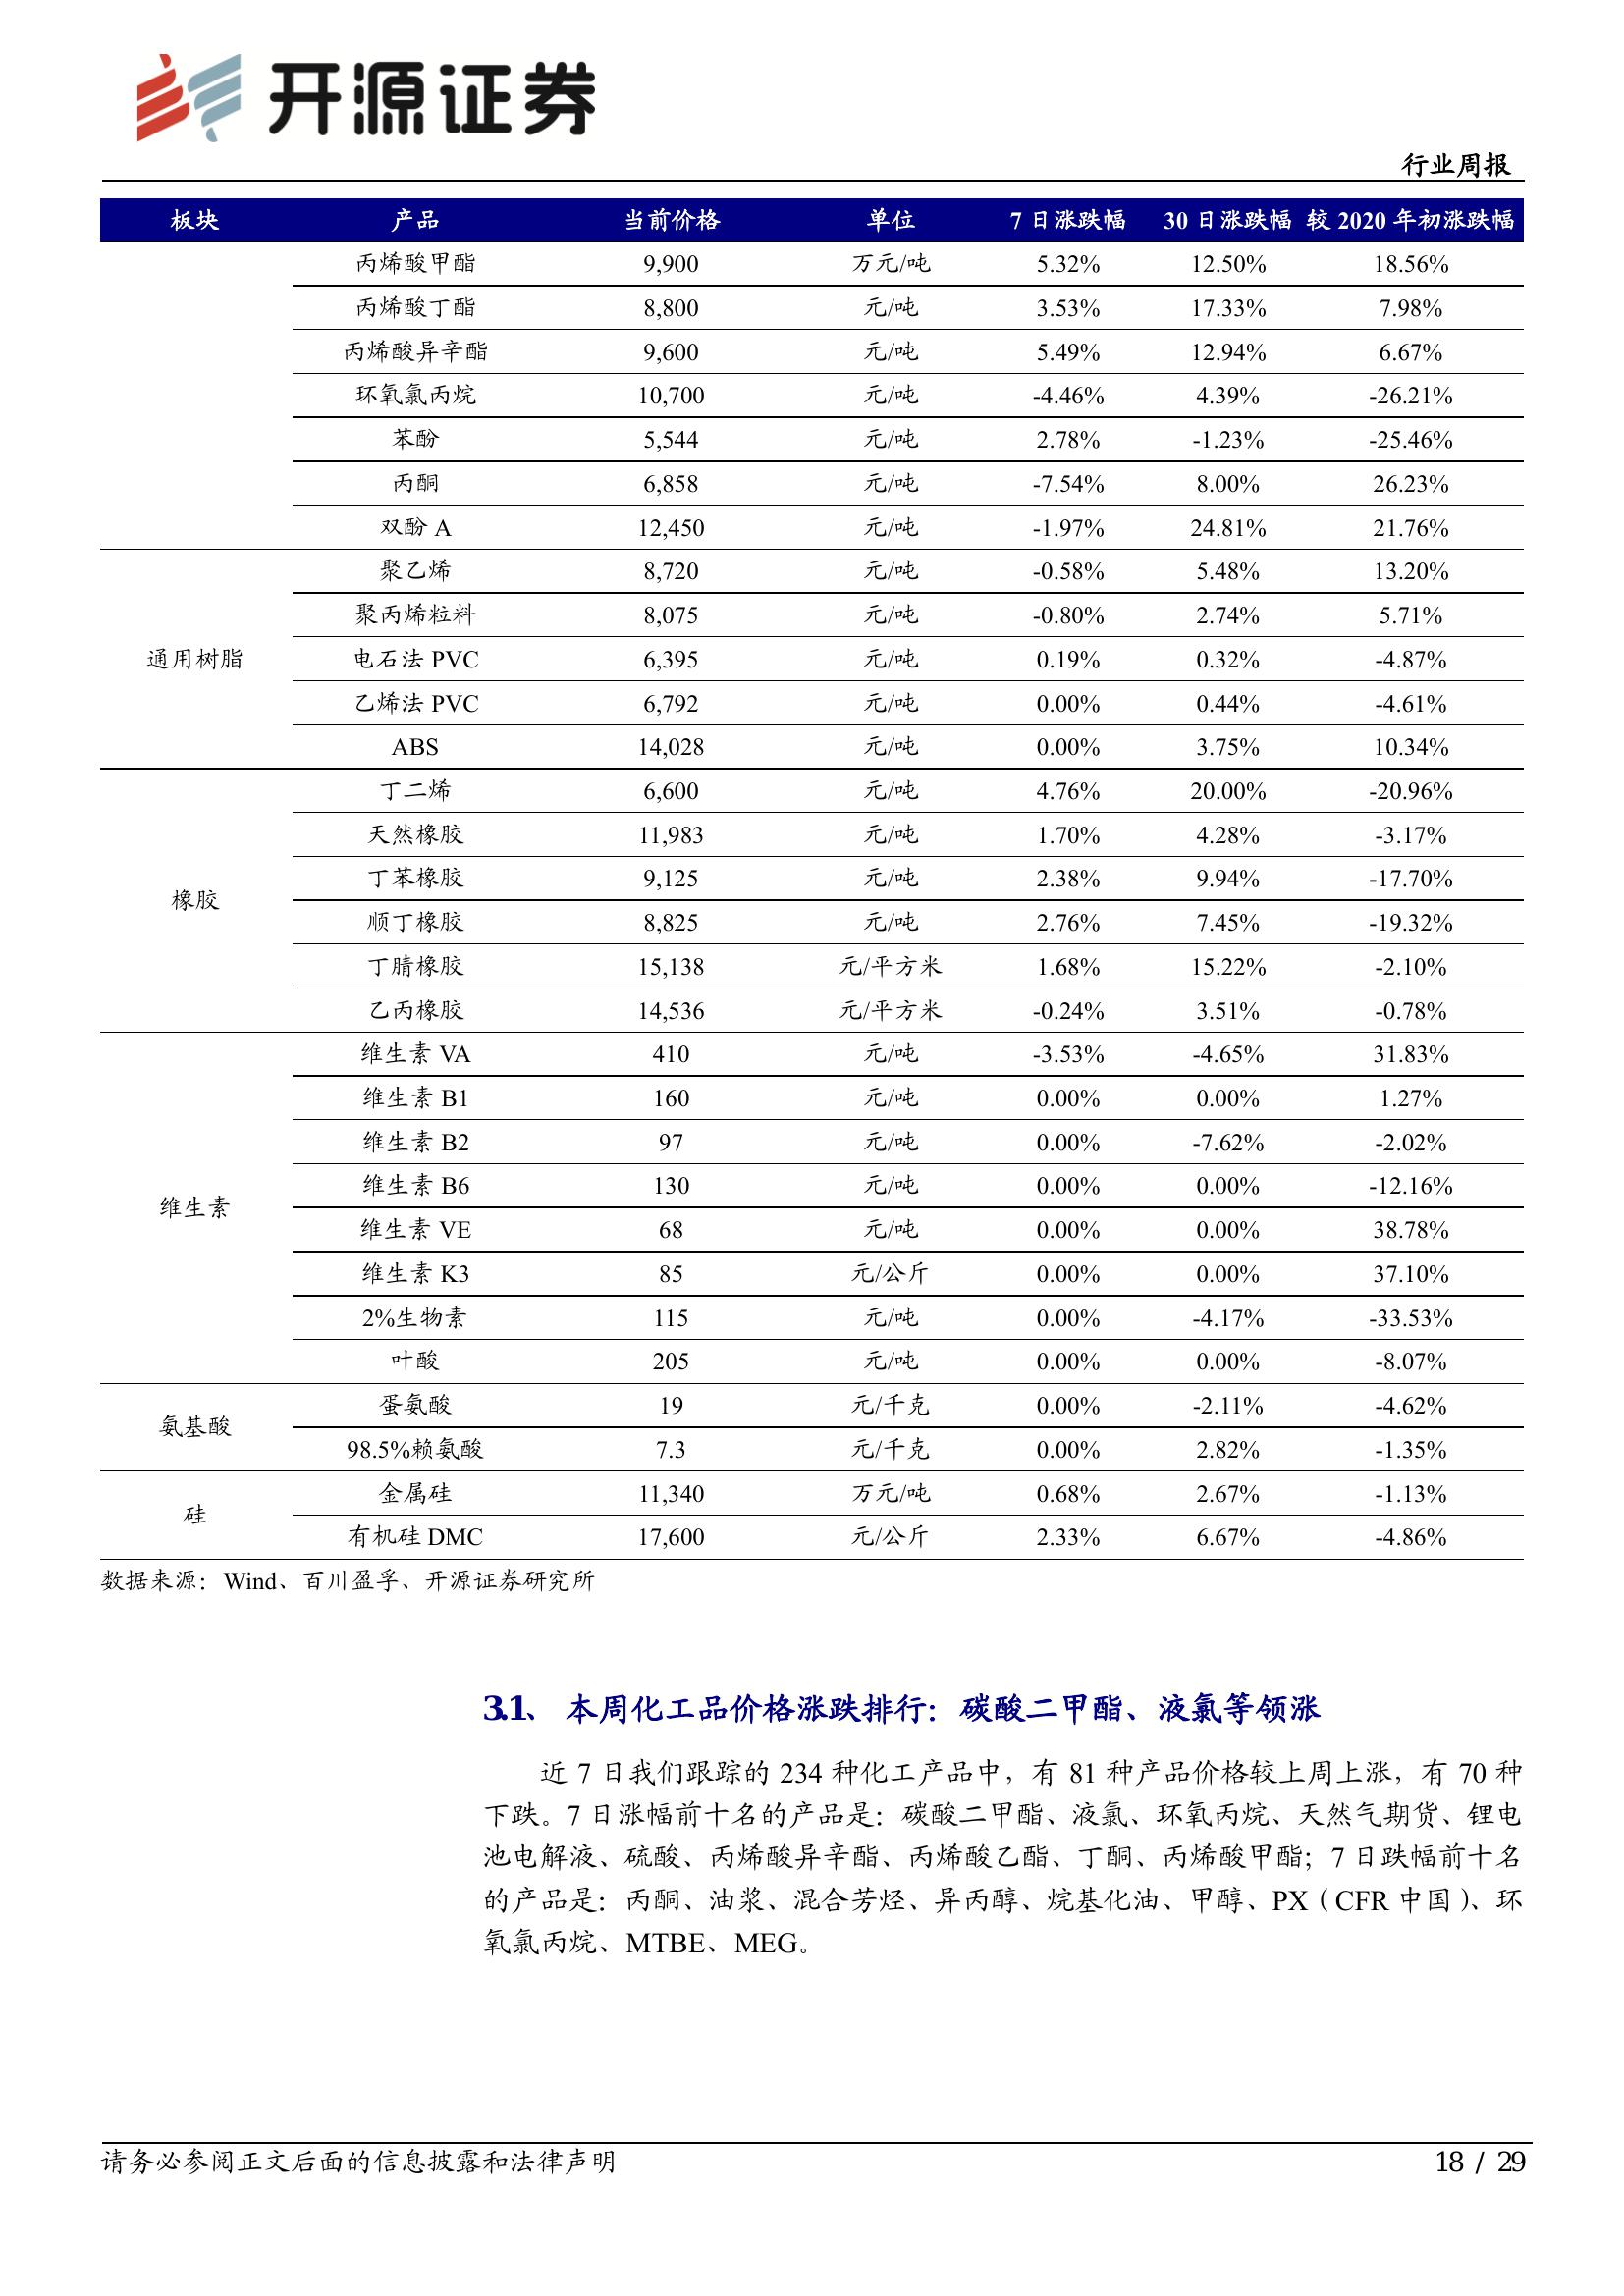 开源证券
行业周报
板块 产品 当前价格 单位 7 日涨跌幅 30 日涨跌幅 较 2020 年初涨跌幅
丙烯酸甲酯 9,900 万元/吨 5.32% 12.50% 18.56%
丙烯酸丁酯 8,800 元/吨 3.53% 17.33% 7.98%
丙烯酸异辛酯 9,600 元/吨 5.49% 12.94% 6.67%
环氧氯丙烷 10,700 元/吨 -4.46% 4.39% -26.21%
苯酚 5,544 元/吨 2.78% -1.23% -25.46%
丙酮 6,858 元/吨 -7.54% 8.00% 26.23%
双酚 A 12,450 元/吨 -1.97% 24.81% 21.76%
通用树脂
聚乙烯 8,720 元/吨 -0.58% 5.48% 13.20%
聚丙烯粒料 8,075 元/吨 -0.80% 2.74% 5.71%
电石法 PVC 6,395 元/吨 0.19% 0.32% -4.87%
乙烯法 PVC 6,792 元/吨 0.00% 0.44% -4.61%
ABS 14,028 元/吨 0.00% 3.75% 10.34%
橡胶
丁二烯 6,600 元/吨 4.76% 20.00% -20.96%
天然橡胶 11,983 元/吨 1.70% 4.28% -3.17%
丁苯橡胶 9,125 元/吨 2.38% 9.94% -17.70%
顺丁橡胶 8,825 元/吨 2.76% 7.45% -19.32%
丁腈橡胶 15,138 元/平方米 1.68% 15.22% -2.10%
乙丙橡胶 14,536 元/平方米 -0.24% 3.51% -0.78%
维生素
维生素 VA 410 元/吨 -3.53% -4.65% 31.83%
维生素 B1 160 元/吨 0.00% 0.00% 1.27%
维生素 B2 97 元/吨 0.00% -7.62% -2.02%
维生素 B6 130 元/吨 0.00% 0.00% -12.16%
维生素 VE 68 元/吨 0.00% 0.00% 38.78%
维生素 K3 85 元/公斤 0.00% 0.00% 37.10%
2%生物素 115 元/吨 0.00% -4.17% -33.53%
叶酸 205 元/吨 0.00% 0.00% -8.07%
氨基酸
蛋氨酸 19 元/千克 0.00% -2.11% -4.62%
98.5%赖氨酸 7.3 元/千克 0.00% 2.82% -1.35%
硅
金属硅 11,340 万元/吨 0.68% 2.67% -1.13%
有机硅 DMC 17,600 元/公斤 2.33% 6.67% -4.86%
数据来源：Wind、百川盈孚、开源证券研究所
3.1、 本周化工品价格涨跌排行：碳酸二甲酯、液氯等领涨
近 7 日我们跟踪的 234 种化工产品中，有 81 种产品价格较上周上涨，有 70 种
下跌。7 日涨幅前十名的产品是：碳酸二甲酯、液氯、环氧丙烷、天然气期货、锂电
池电解液、硫酸、丙烯酸异辛酯、丙烯酸乙酯、丁酮、丙烯酸甲酯；7 日跌幅前十名
的产品是：丙酮、油浆、混合芳烃、异丙醇、烷基化油、甲醇、PX（CFR 中国）、环
氧氯丙烷、MTBE、MEG。
请务必参阅正文后面的信息披露和法律声明
18 / 29